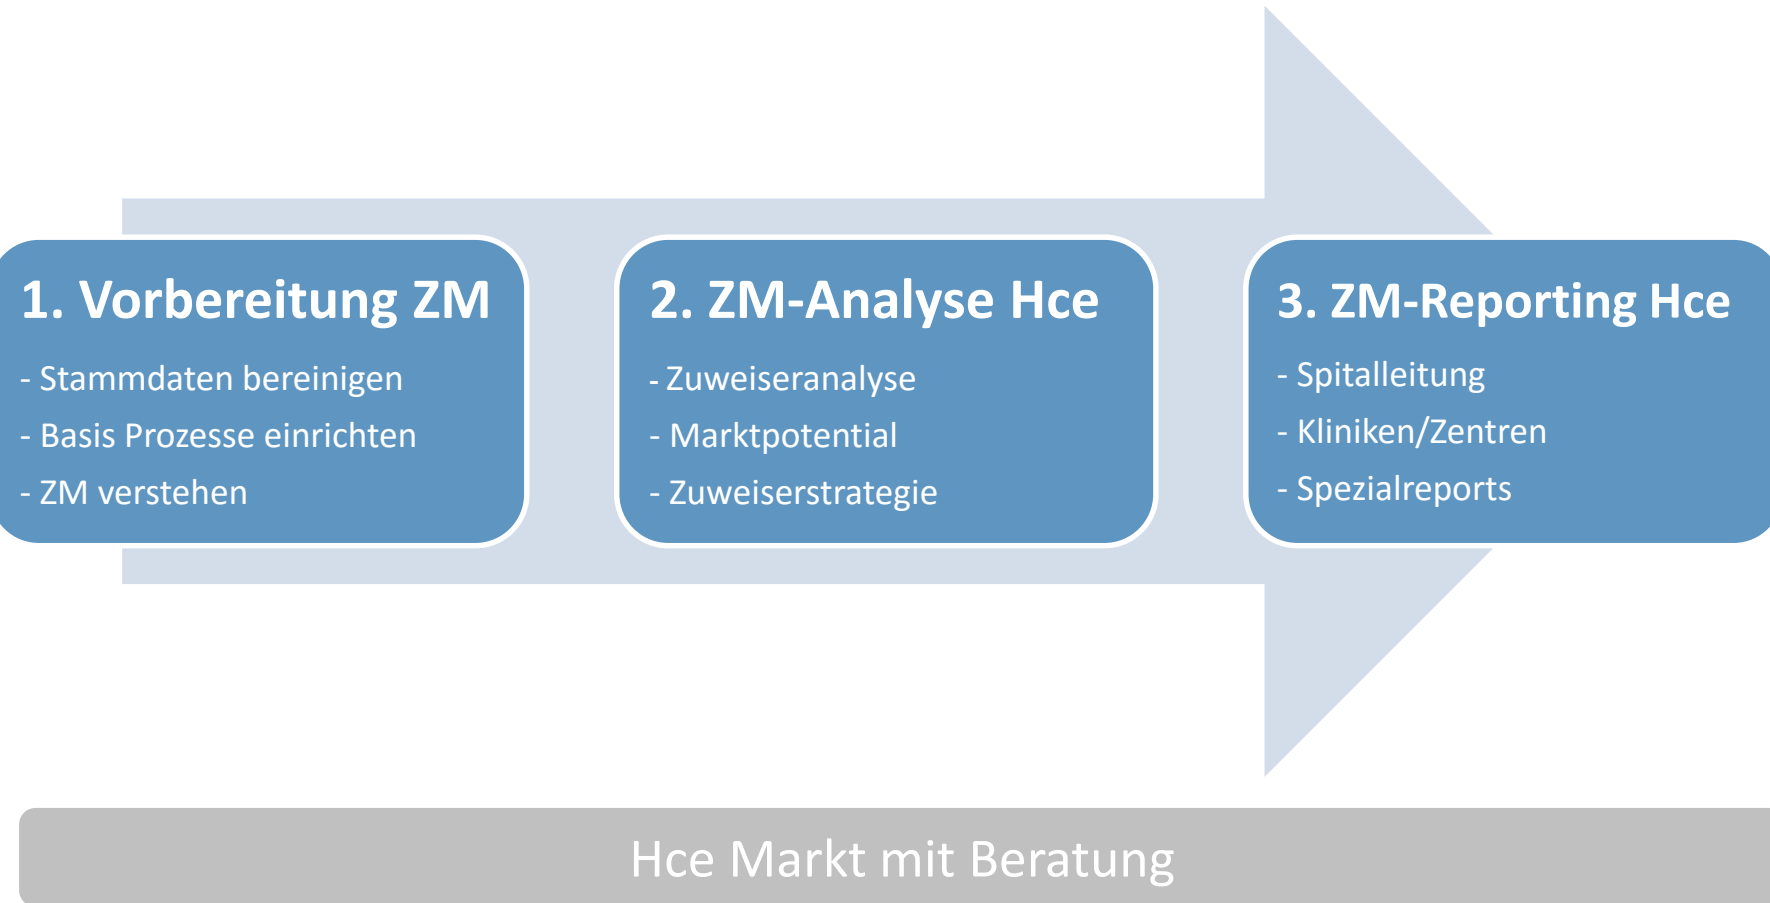 1. Vorbereitung ZM
- Stammdaten bereinigen
- Basis Prozesse einrichten
- ZM verstehen
2. ZM-Analyse Hce
- Zuweiseranalyse
- Marktpotential
- Zuweiserstrategie
3. ZM-Reporting Hce
- Spitalleitung
- Kliniken/Zentren
- Spezialreports
Hce Markt mit Beratung